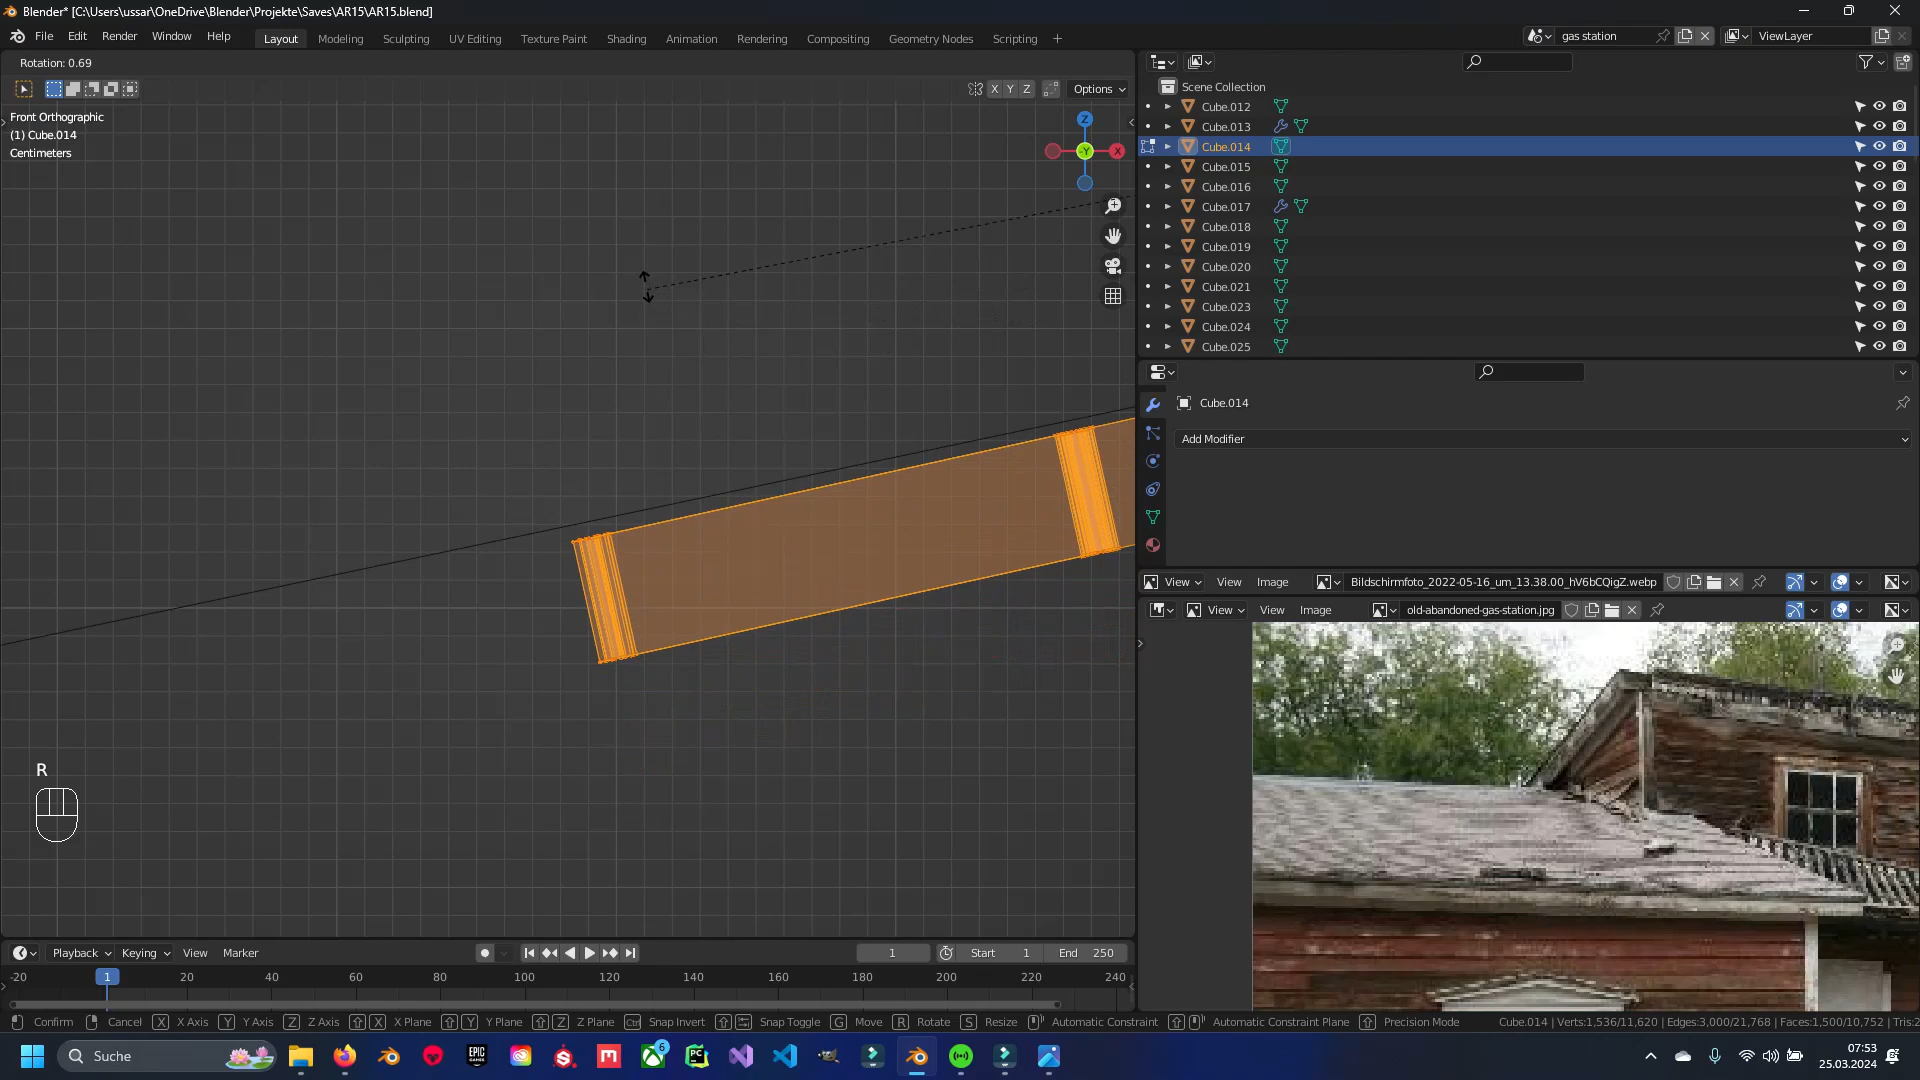 Blender* [C:\Users\ussar\OneDrive\Blender\Projekte\Saves\AR15\AR15.blend]
File Edit Render Window Help Layout Modeling Sculpting UV Editing Texture Paint Shading Animation Rendering Compositing Geometry Nodes Scripting + gas station ViewLayer
Rotation: 0.69
X Y Z Options
Front Orthographic
(1) Cube.014
Centimeters
Z
-Y X
Scene Collection
Cube.012
Cube.013
Cube.014
Cube.015
Cube.016
Cube.017
Cube.018
Cube.019
Cube.020
Cube.021
Cube.023
Cube.024
Cube.025
Cube.014
Add Modifier
View View Image Bildschirmfoto_2022-05-16_um_13.38.00_hV6bCQigZ.webp
View View Image old-abandoned-gas-station.jpg
R
Playback Keying View Marker 1 Start 1 End 250
-20 1 20 40 60 80 100 120 140 160 180 200 220 240
Confirm Cancel X X Axis Y Y Axis Z Z Axis X X Plane Y Y Plane Z Z Plane Ctrl Snap Invert Snap Toggle G Move R Rotate S Resize Automatic Constraint Automatic Constraint Plane Precision Mode Cube.014 | Verts:1,536/11,620 | Edges:3,000/21,768 | Faces:1,500/10,752 | Tris:2
Suche EPIC GAMES 6 PC
07:53
25.03.2024